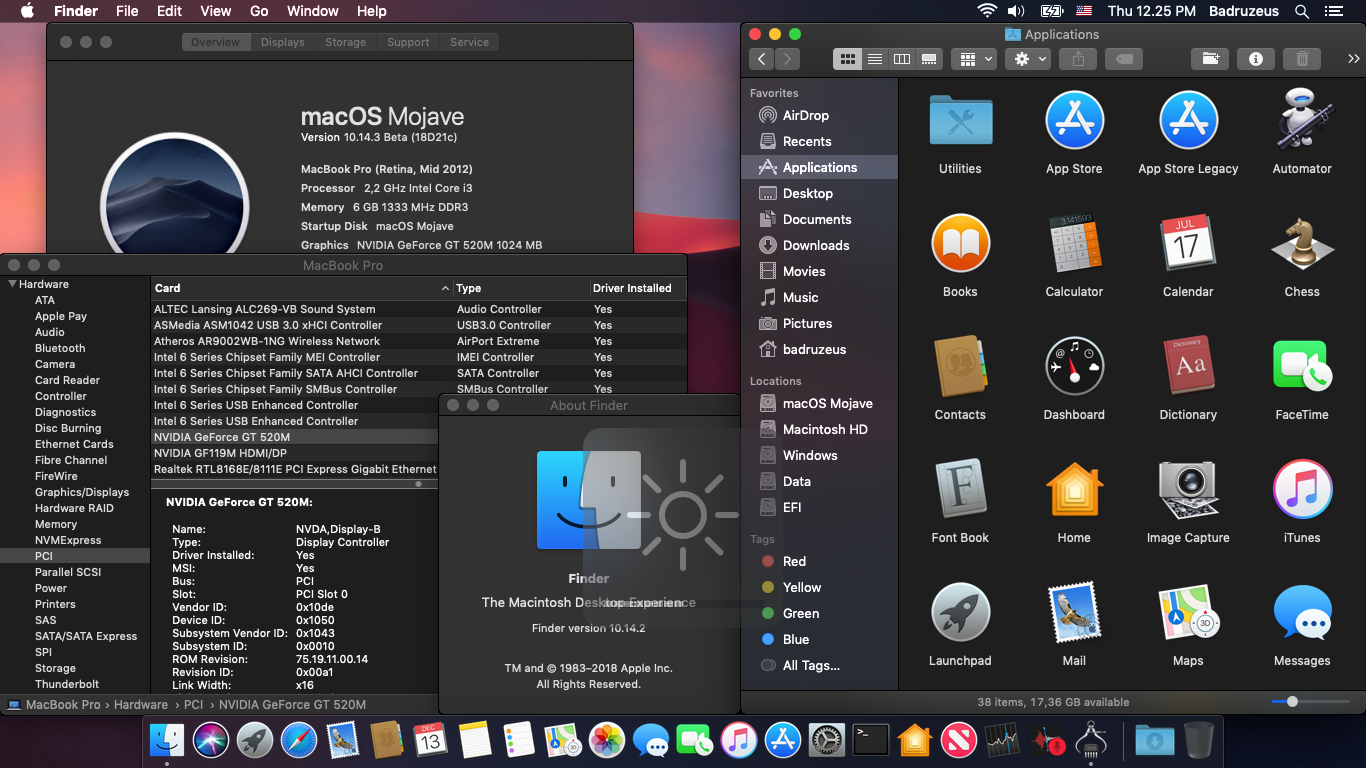 Finder File Edit View Go Window Help
Thu 12.25 PM Badruzeus
Overview Displays Storage Support Service
macOS Mojave
Version 10.14.3 Beta (18D21c)
MacBook Pro (Retina, Mid 2012)
Processor 2,2 GHz Intel Core i3
Memory 6 GB 1333 MHz DDR3
Startup Disk macOS Mojave
Graphics NVIDIA GeForce GT 520M 1024 MB
MacBook Pro
Hardware
ATA
Apple Pay
Audio
Bluetooth
Camera
Card Reader
Controller
Diagnostics
Disc Burning
Ethernet Cards
Fibre Channel
FireWire
Graphics/Displays
Hardware RAID
Memory
NVMExpress
PCI
Parallel SCSI
Power
Printers
SAS
SATA/SATA Express
SPI
Storage
Thunderbolt
Card Type Driver Installed
ALTEC Lansing ALC269-VB Sound System Audio Controller Yes
ASMedia ASM1042 USB 3.0 xHCI Controller USB3.0 Controller Yes
Atheros AR9002WB-1NG Wireless Network AirPort Extreme Yes
Intel 6 Series Chipset Family MEI Controller IMEI Controller Yes
Intel 6 Series Chipset Family SATA AHCI Controller SATA Controller Yes
Intel 6 Series Chipset Family SMBus Controller SMBus Controller Yes
Intel 6 Series USB Enhanced Controller
Intel 6 Series USB Enhanced Controller
NVIDIA GeForce GT 520M
NVIDIA GF119M HDMI/DP
Realtek RTL8168E/8111E PCI Express Gigabit Ethernet
NVIDIA GeForce GT 520M:
Name: NVDA,Display-B
Type: Display Controller
Driver Installed: Yes
MSI: Yes
Bus: PCI
Slot: PCI Slot 0
Vendor ID: 0x10de
Device ID: 0x1050
Subsystem Vendor ID: 0x1043
Subsystem ID: 0x0010
ROM Revision: 75.19.11.00.14
Revision ID: 0x00a1
Link Width: x16
MacBook Pro › Hardware › PCI › NVIDIA GeForce GT 520M
About Finder
Finder
The Macintosh Desktop Experience
Finder version 10.14.2
TM and © 1983–2018 Apple Inc.
All Rights Reserved.
Applications
Favorites
AirDrop
Recents
Applications
Desktop
Documents
Downloads
Movies
Music
Pictures
badruzeus
Locations
macOS Mojave
Macintosh HD
Windows
Data
EFI
Tags
Red
Yellow
Green
Blue
All Tags...
Utilities App Store App Store Legacy Automator
3.141593
JUL
17
Books Calculator Calendar Chess
Dictionary
Aa
Contacts Dashboard Dictionary FaceTime
F
Font Book Home Image Capture iTunes
3D
Launchpad Mail Maps Messages
38 items, 17,36 GB available
DEC
13
3D
>_